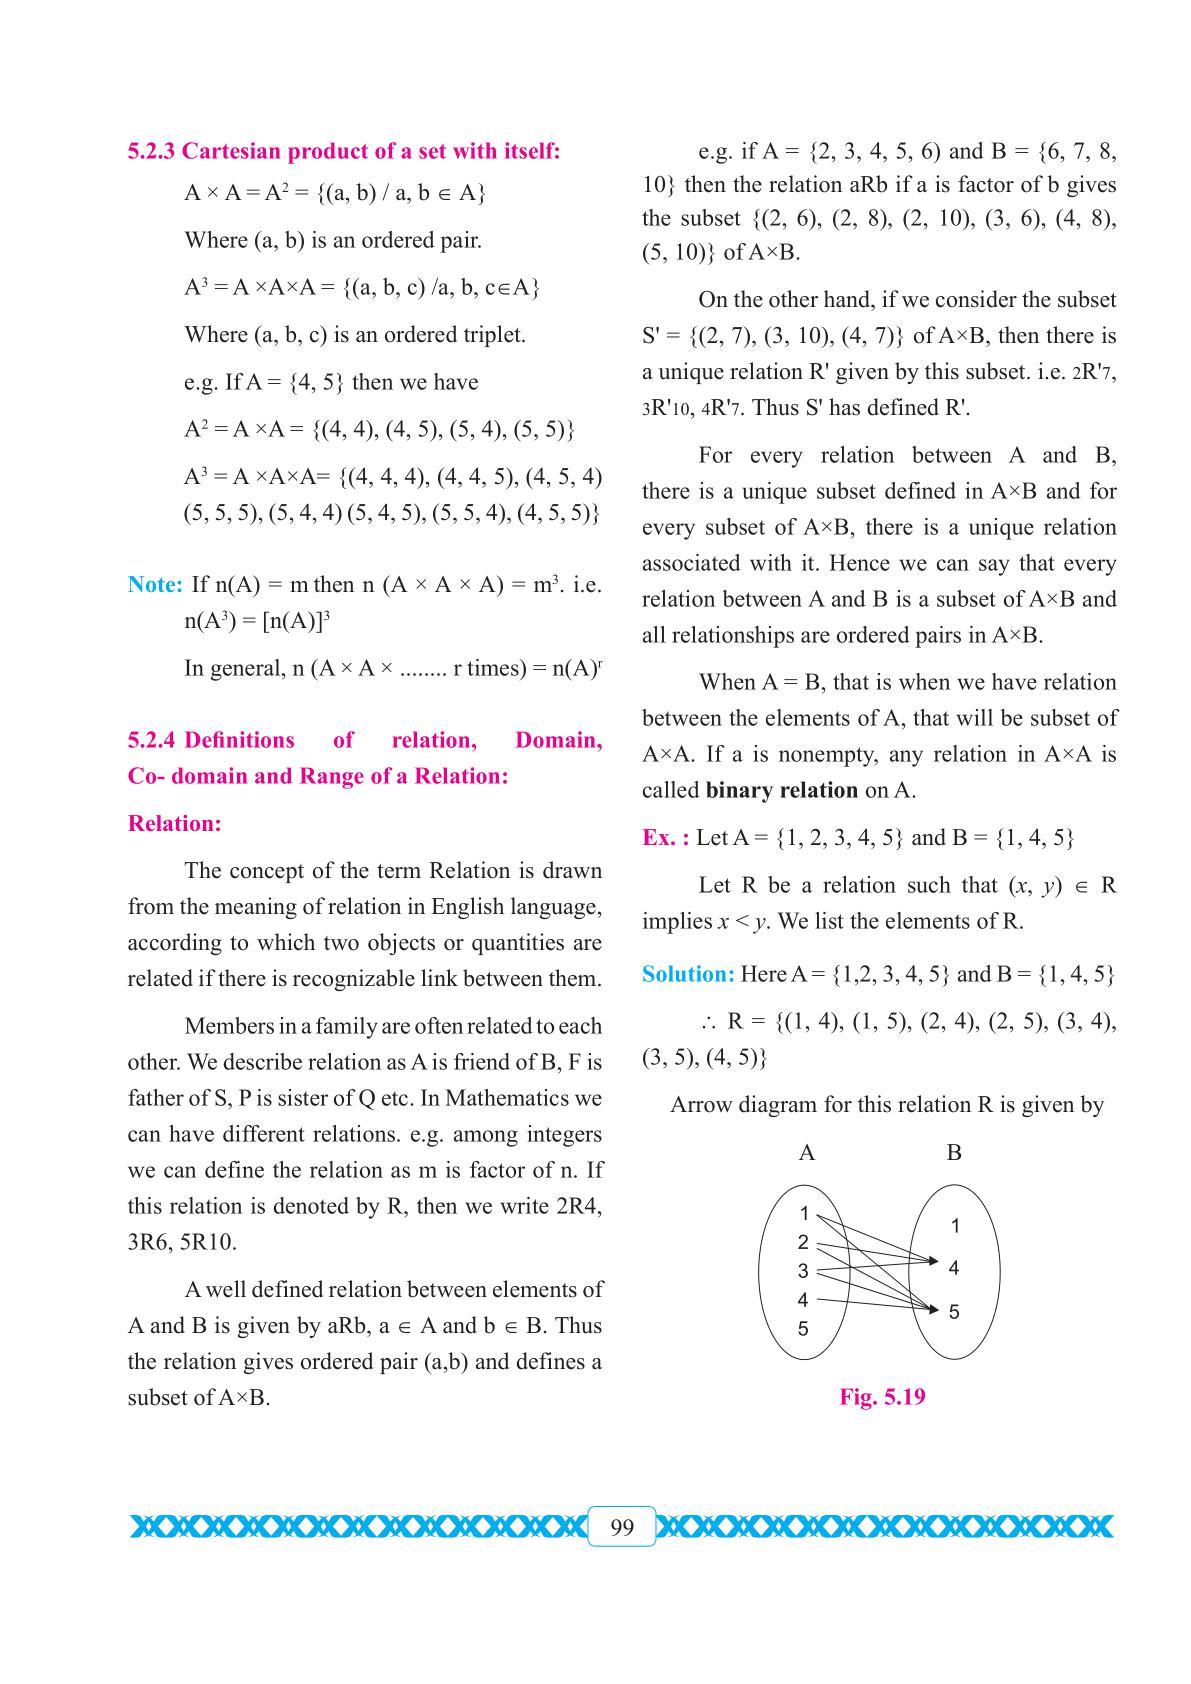 5.2.3 Cartesian product of a set with itself:
A × A = A² = {(a, b) / a, b ∈ A}
Where (a, b) is an ordered pair.
A³ = A ×A×A = {(a, b, c) /a, b, c∈A}
Where (a, b, c) is an ordered triplet.
e.g. If A = {4, 5} then we have
A² = A ×A = {(4, 4), (4, 5), (5, 4), (5, 5)}
A³ = A ×A×A= {(4, 4, 4), (4, 4, 5), (4, 5, 4)
(5, 5, 5), (5, 4, 4) (5, 4, 5), (5, 5, 4), (4, 5, 5)}
Note: If n(A) = m then n (A × A × A) = m³. i.e.
n(A³) = [n(A)]³
In general, n (A × A × ........ r times) = n(A)ʳ
5.2.4 Definitions of relation, Domain,
Co- domain and Range of a Relation:
Relation:
The concept of the term Relation is drawn
from the meaning of relation in English language,
according to which two objects or quantities are
related if there is recognizable link between them.
Members in a family are often related to each
other. We describe relation as A is friend of B, F is
father of S, P is sister of Q etc. In Mathematics we
can have different relations. e.g. among integers
we can define the relation as m is factor of n. If
this relation is denoted by R, then we write 2R4,
3R6, 5R10.
A well defined relation between elements of
A and B is given by aRb, a ∈ A and b ∈ B. Thus
the relation gives ordered pair (a,b) and defines a
subset of A×B.
e.g. if A = {2, 3, 4, 5, 6) and B = {6, 7, 8,
10} then the relation aRb if a is factor of b gives
the subset {(2, 6), (2, 8), (2, 10), (3, 6), (4, 8),
(5, 10)} of A×B.
On the other hand, if we consider the subset
S' = {(2, 7), (3, 10), (4, 7)} of A×B, then there is
a unique relation R' given by this subset. i.e. 2R'7,
3R'10, 4R'7. Thus S' has defined R'.
For every relation between A and B,
there is a unique subset defined in A×B and for
every subset of A×B, there is a unique relation
associated with it. Hence we can say that every
relation between A and B is a subset of A×B and
all relationships are ordered pairs in A×B.
When A = B, that is when we have relation
between the elements of A, that will be subset of
A×A. If a is nonempty, any relation in A×A is
called binary relation on A.
Ex. : Let A = {1, 2, 3, 4, 5} and B = {1, 4, 5}
Let R be a relation such that (x, y) ∈ R
implies x < y. We list the elements of R.
Solution: Here A = {1,2, 3, 4, 5} and B = {1, 4, 5}
∴ R = {(1, 4), (1, 5), (2, 4), (2, 5), (3, 4),
(3, 5), (4, 5)}
Arrow diagram for this relation R is given by
A B
1
2
3
4
5
1
4
5
Fig. 5.19
99